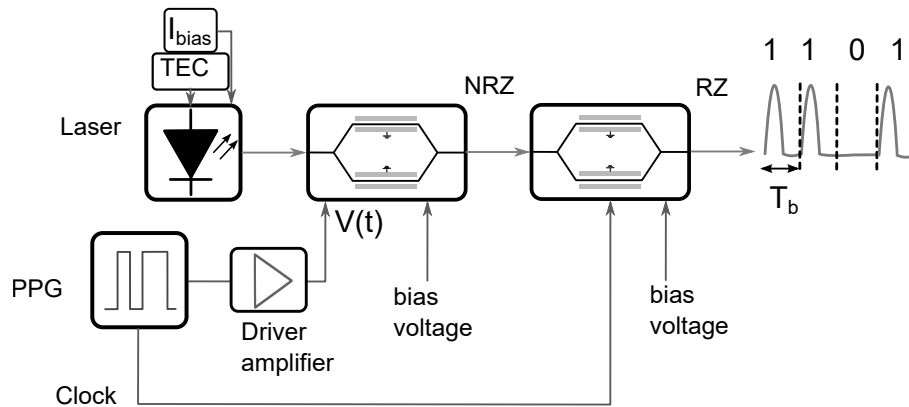 I_bias
TEC
Laser
NRZ
RZ
1 1 0 1
T_b
V(t)
PPG
Driver
amplifier
bias
voltage
bias
voltage
Clock